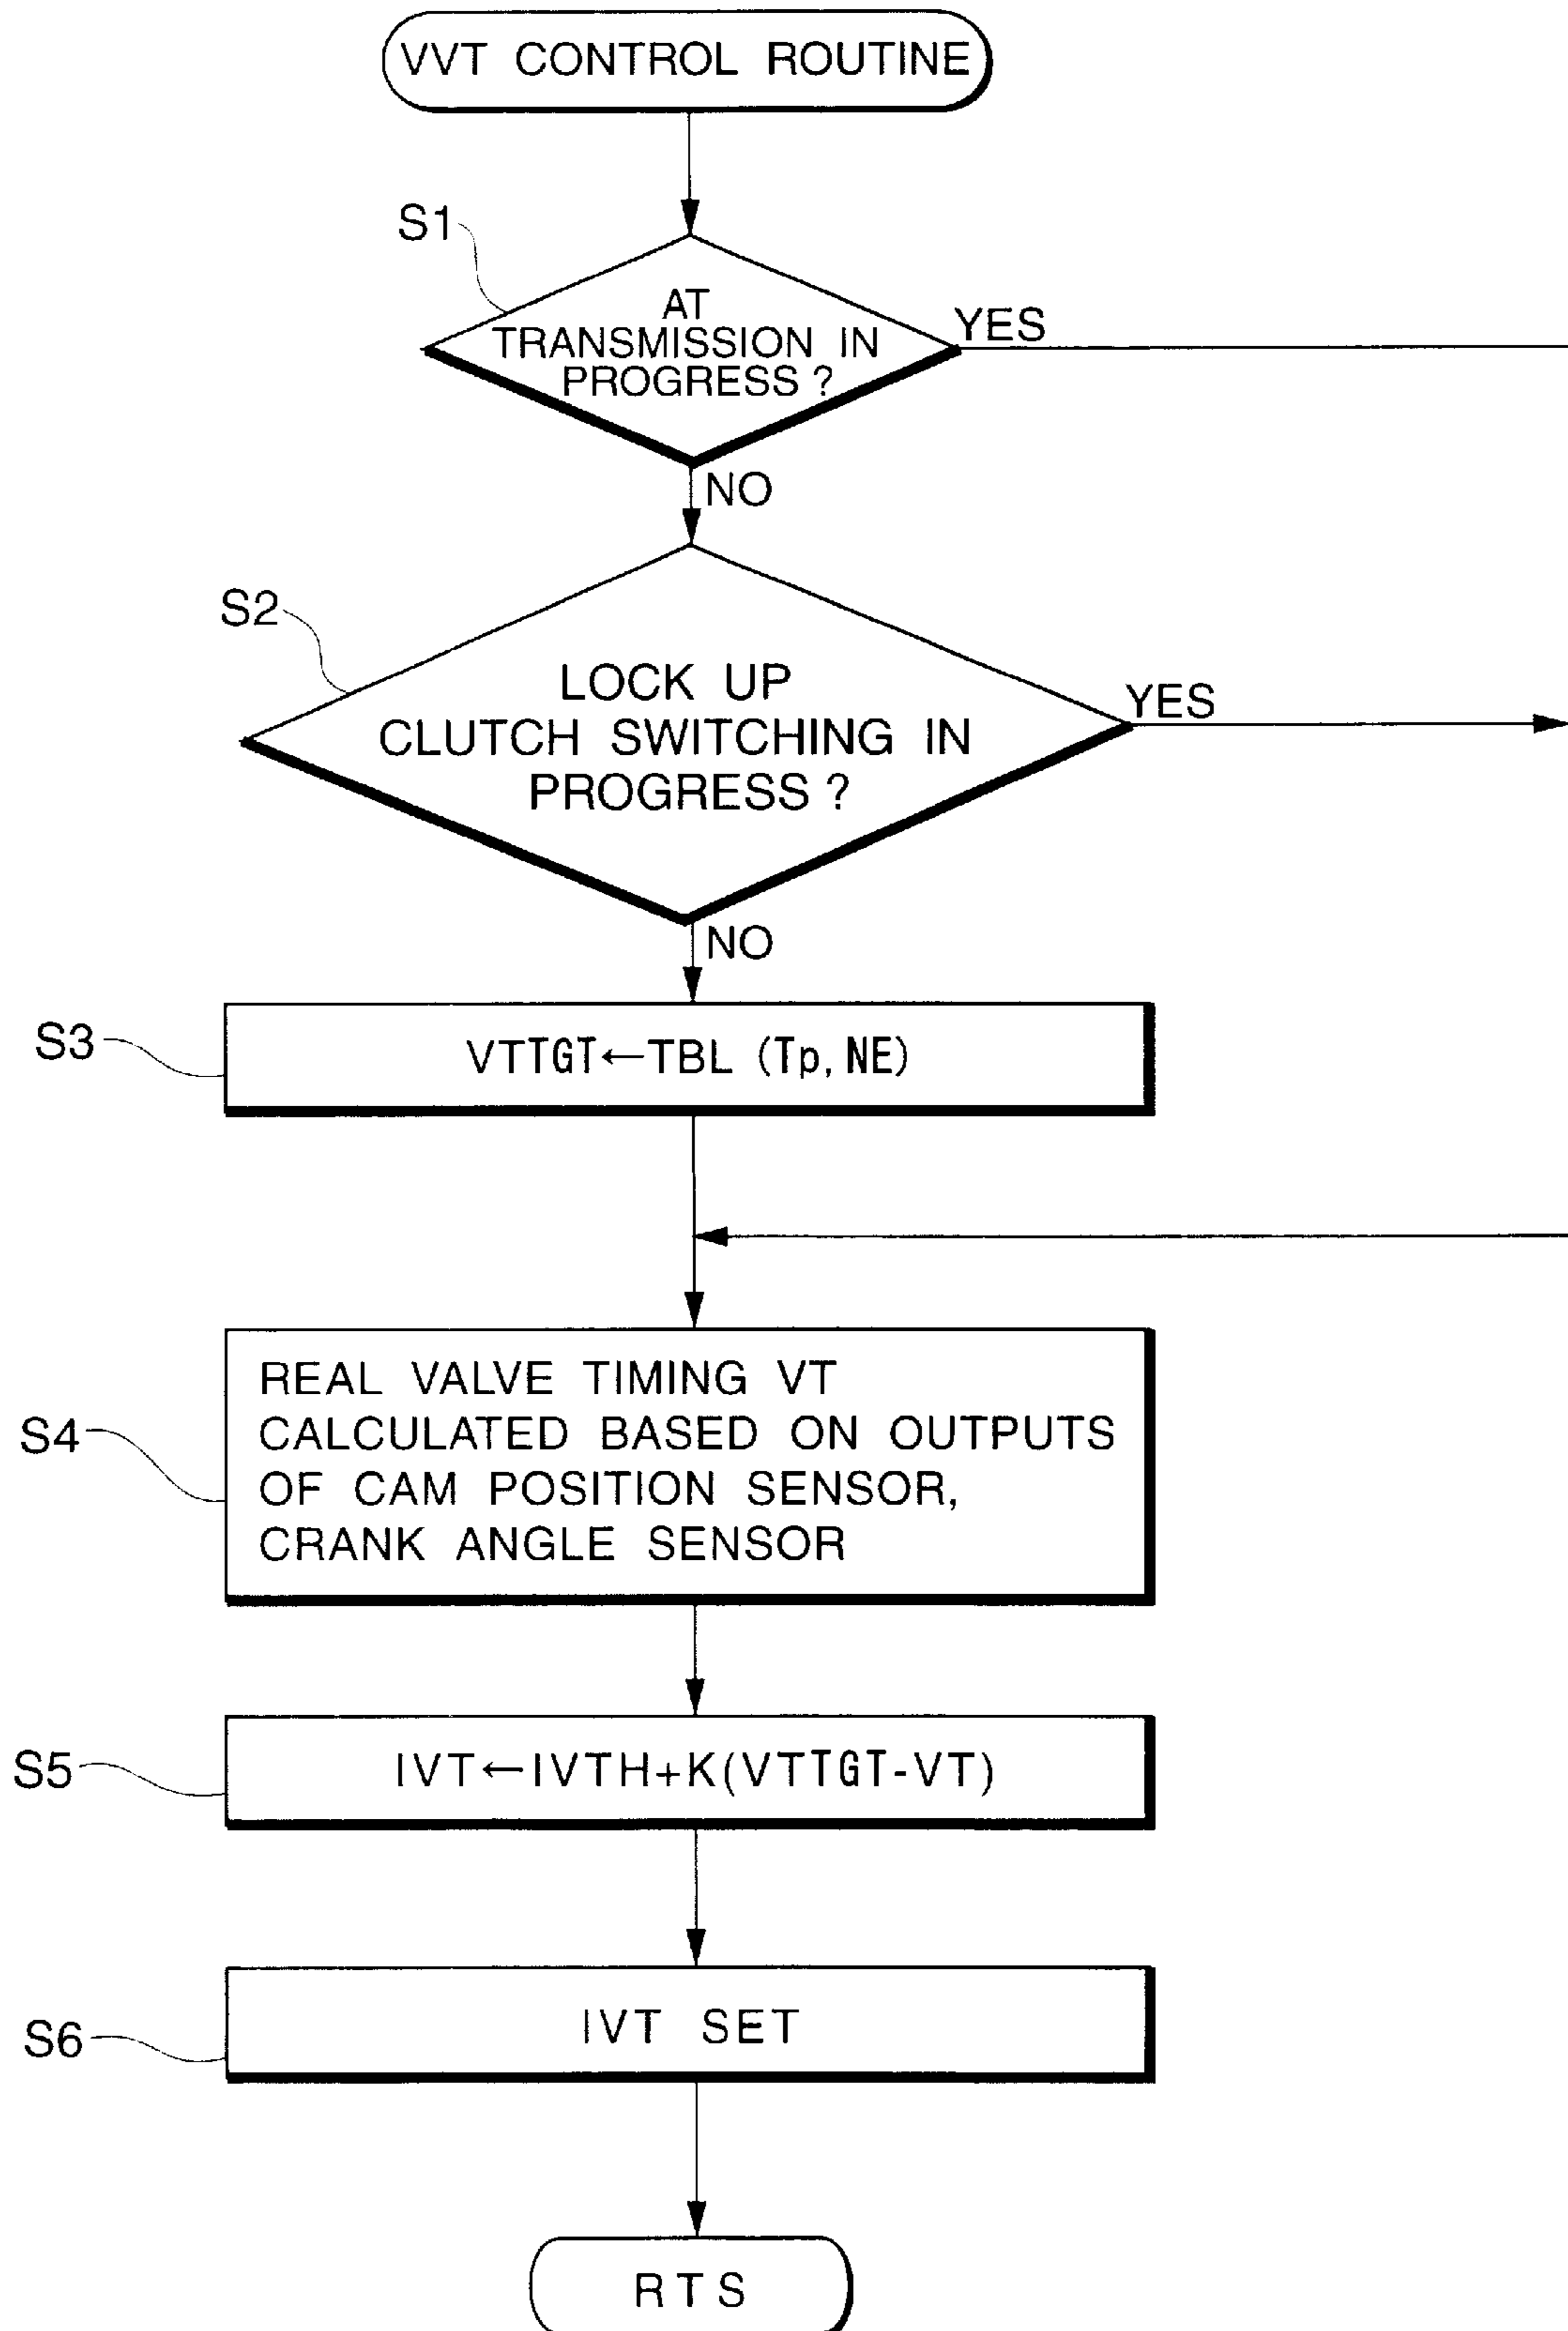 VVT CONTROL ROUTINE
S1
AT
TRANSMISSION IN
PROGRESS ?
YES
NO
S2
LOCK UP
CLUTCH SWITCHING IN
PROGRESS ?
YES
NO
S3
VTTGT←TBL (Tp, NE)
S4
REAL VALVE TIMING VT
CALCULATED BASED ON OUTPUTS
OF CAM POSITION SENSOR,
CRANK ANGLE SENSOR
S5
IVT←IVTH+K(VTTGT-VT)
S6
IVT SET
RTS